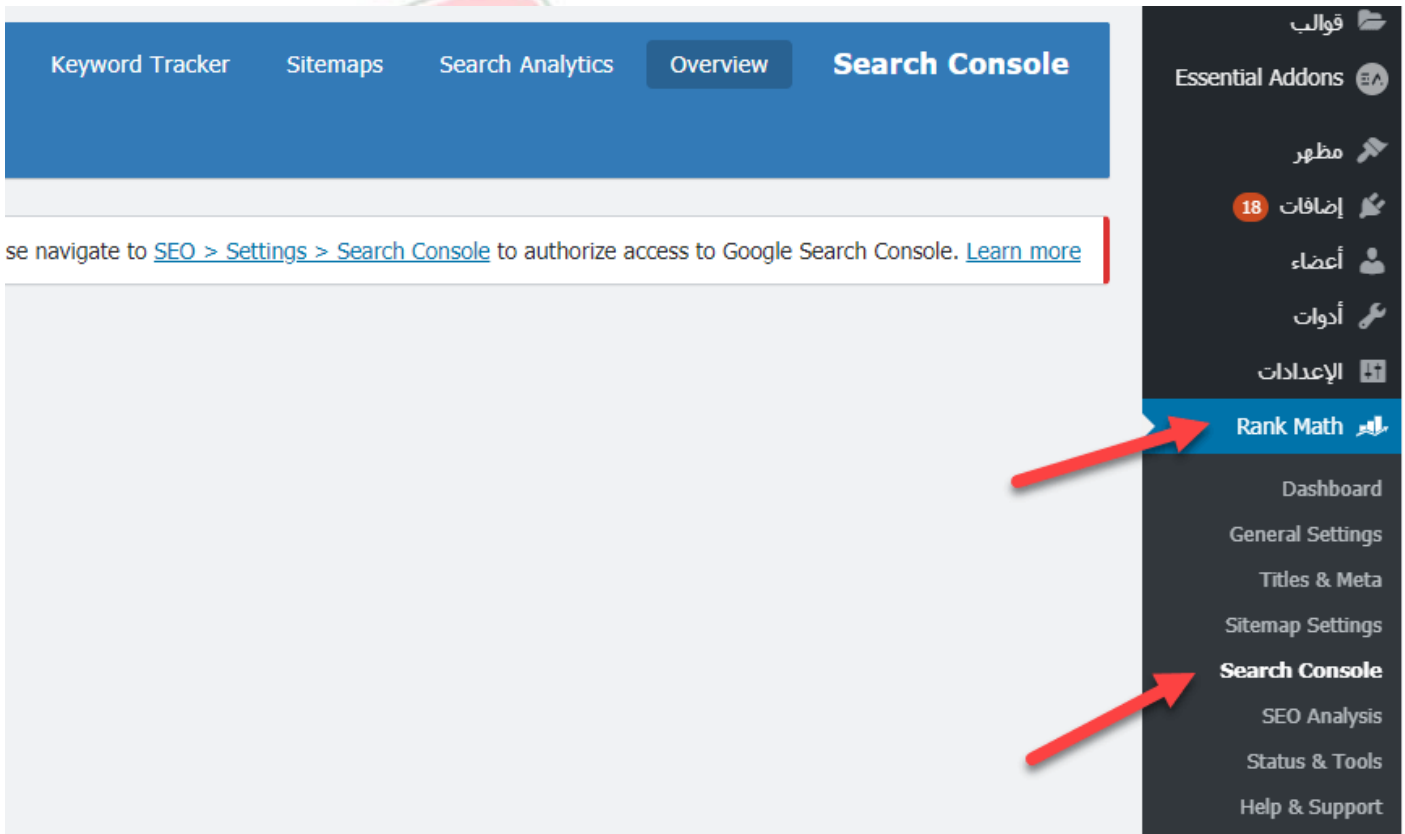 قوالب
Essential Addons
مظهر
إضافات 18
أعضاء
أدوات
الإعدادات
Rank Math
Dashboard
General Settings
Titles & Meta
Sitemap Settings
Search Console
SEO Analysis
Status & Tools
Help & Support
Search Console
Overview
Search Analytics
Sitemaps
Keyword Tracker
se navigate to SEO > Settings > Search Console to authorize access to Google Search Console. Learn more